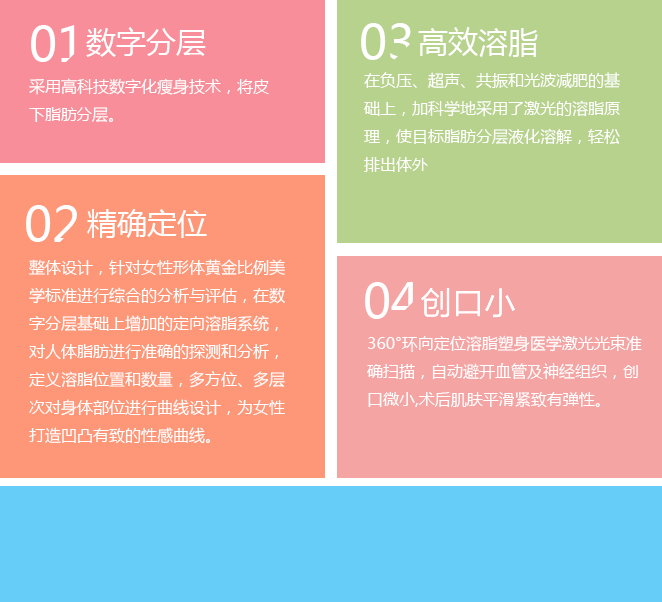 01 数字分层
采用高科技数字化瘦身技术，将皮
下脂肪分层。
02 精确定位
整体设计，针对女性形体黄金比例美
学标准进行综合的分析与评估，在数
字分层基础上增加的定向溶脂系统，
对人体脂肪进行准确的探测和分析，
定义溶脂位置和数量，多方位、多层
次对身体部位进行曲线设计，为女性
打造凹凸有致的性感曲线。
03 高效溶脂
在负压、超声、共振和光波减肥的基
础上，加科学地采用了激光的溶脂原
理，使目标脂肪分层液化溶解，轻松
排出体外
04 创口小
360°环向定位溶脂塑身医学激光光束准
确扫描，自动避开血管及神经组织，创
口微小,术后肌肤平滑紧致有弹性。